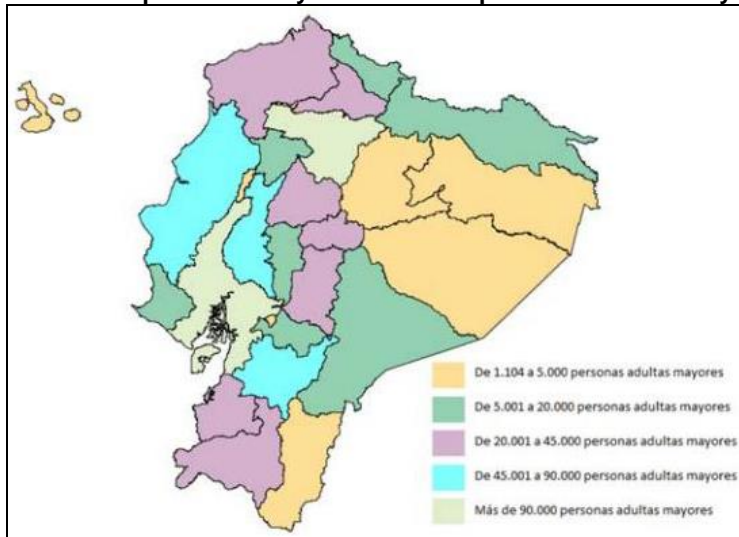 De 1.104 a 5.000 personas adultas mayores
De 5.001 a 20.000 personas adultas mayores
De 20.001 a 45.000 personas adultas mayores
De 45.001 a 90.000 personas adultas mayores
Más de 90.000 personas adultas mayores